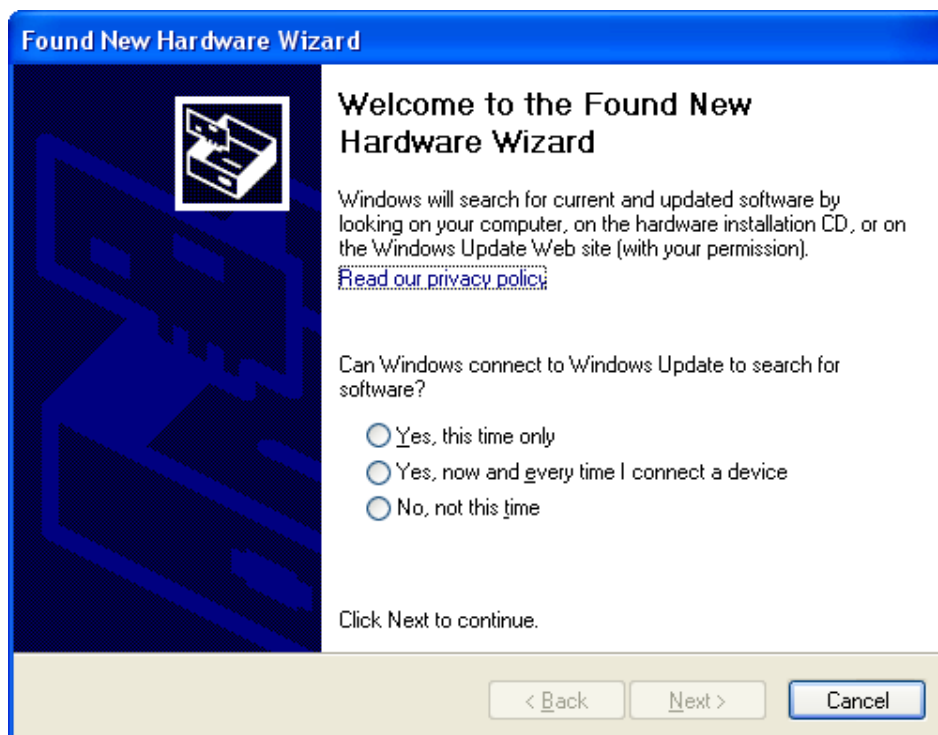 Found New Hardware Wizard
Welcome to the Found New
Hardware Wizard
Windows will search for current and updated software by
looking on your computer, on the hardware installation CD, or on
the Windows Update Web site (with your permission).
Read our privacy policy
Can Windows connect to Windows Update to search for
software?
Yes, this time only
Yes, now and every time I connect a device
No, not this time
Click Next to continue.
< Back
Next >
Cancel